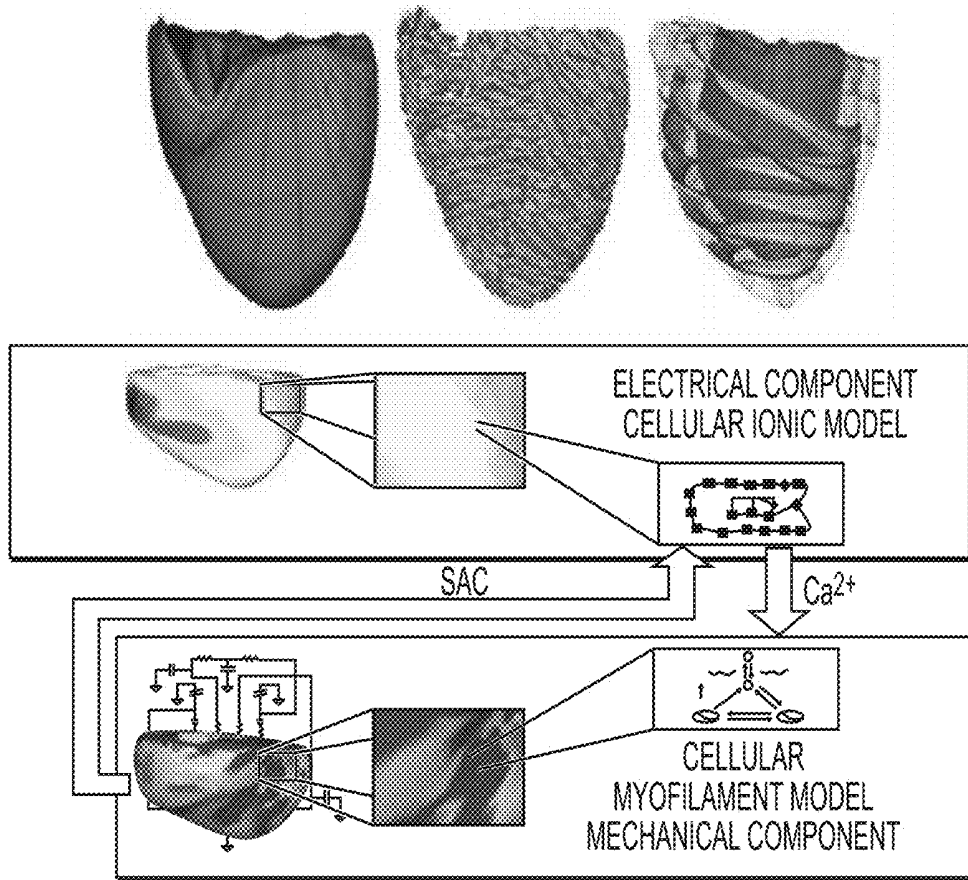 ELECTRICAL COMPONENT
CELLULAR IONIC MODEL
SAC
Ca²⁺
CELLULAR
MYOFILAMENT MODEL
MECHANICAL COMPONENT